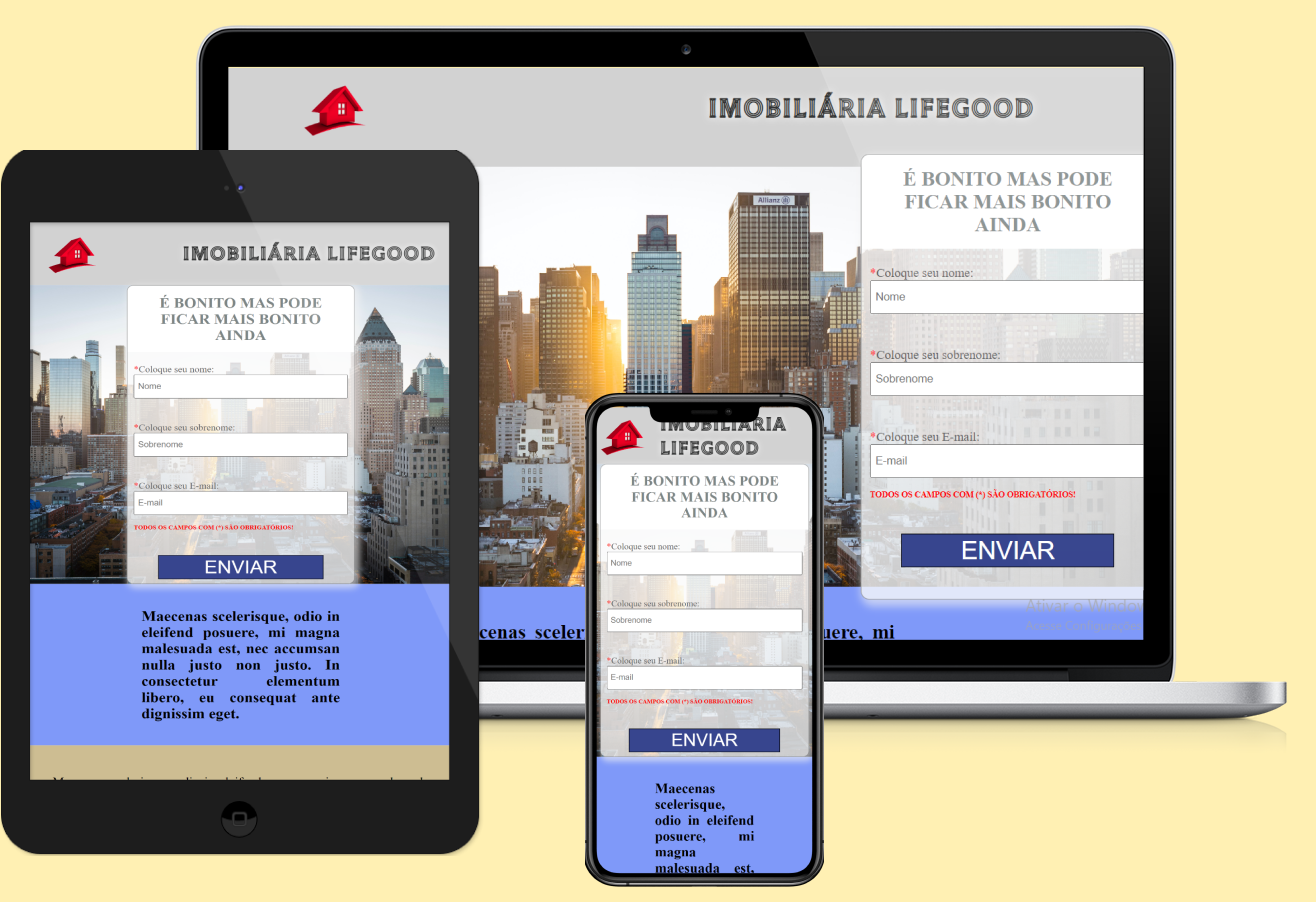 IMOBILIÁRIA LIFEGOOD
Allianz
É BONITO MAS PODE
FICAR MAIS BONITO
AINDA
*Coloque seu nome:
Nome
*Coloque seu sobrenome:
Sobrenome
*Coloque seu E-mail:
E-mail
TODOS OS CAMPOS COM (*) SÃO OBRIGATÓRIOS!
ENVIAR
Ativar o Window
Acesse Configurações
cenas sceler
uere, mi
IMOBILIÁRIA LIFEGOOD
É BONITO MAS PODE
FICAR MAIS BONITO
AINDA
*Coloque seu nome:
Nome
*Coloque seu sobrenome:
Sobrenome
*Coloque seu E-mail:
E-mail
TODOS OS CAMPOS COM (*) SÃO OBRIGATÓRIOS!
ENVIAR
Maecenas scelerisque, odio in
eleifend posuere, mi magna
malesuada est, nec accumsan
nulla justo non justo. In
consectetur elementum
libero, eu consequat ante
dignissim eget.
IMOBILIÁRIA
LIFEGOOD
É BONITO MAS PODE
FICAR MAIS BONITO
AINDA
*Coloque seu nome:
Nome
*Coloque seu sobrenome:
Sobrenome
*Coloque seu E-mail:
E-mail
TODOS OS CAMPOS COM (*) SÃO OBRIGATÓRIOS!
ENVIAR
Maecenas
scelerisque,
odio in eleifend
posuere, mi
magna
malesuada est,